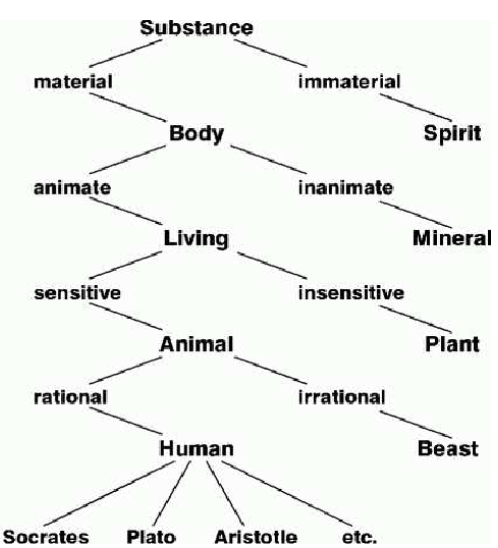 Substance
material immaterial
Body Spirit
animate inanimate
Living Mineral
sensitive insensitive
Animal Plant
rational irrational
Human Beast
Socrates Plato Aristotle etc.